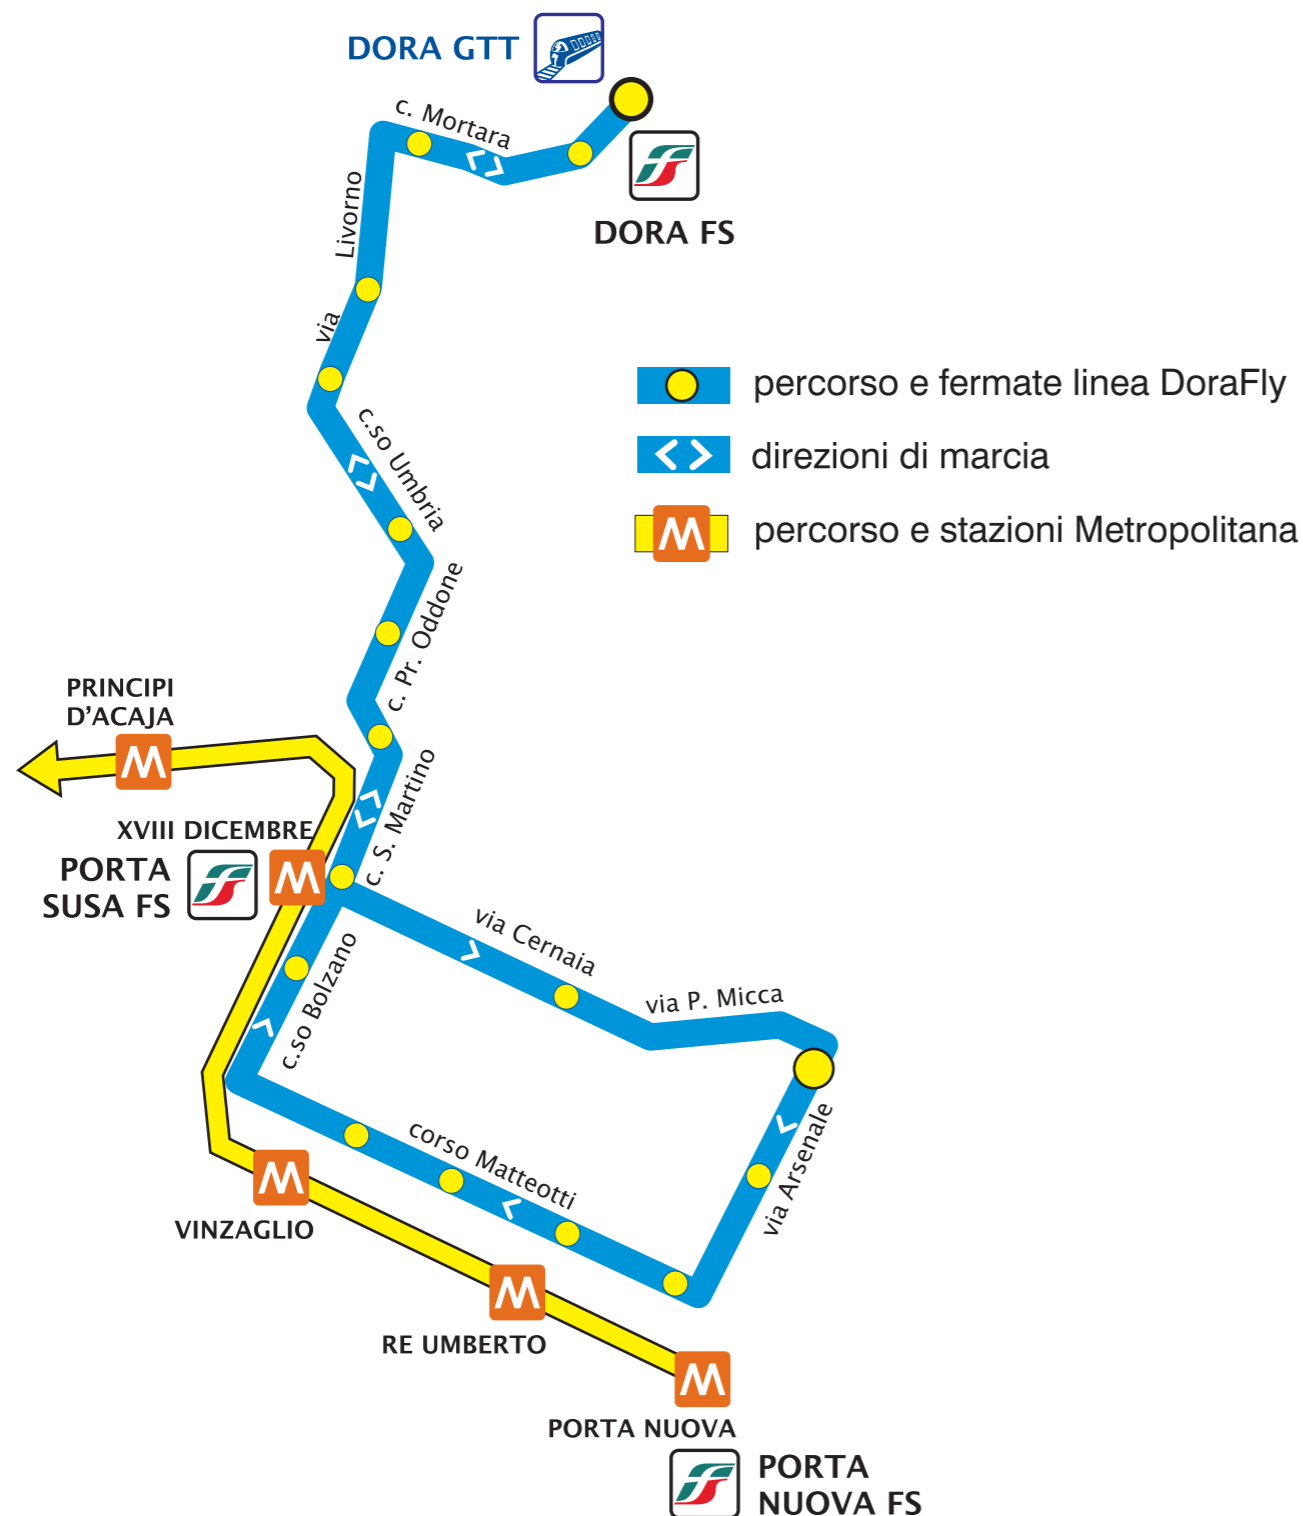 DORA GTT
c. Mortara
DORA FS
Livorno
via
percorso e fermate linea DoraFly
c.so Umbria
direzioni di marcia
percorso e stazioni Metropolitana
c. Pr. Oddone
PRINCIPI
D'ACAJA
c. S. Martino
XVIII DICEMBRE
PORTA
SUSA FS
via Cernaia
c.so Bolzano
via P. Micca
corso Matteotti
via Arsenale
VINZAGLIO
RE UMBERTO
PORTA NUOVA
PORTA
NUOVA FS